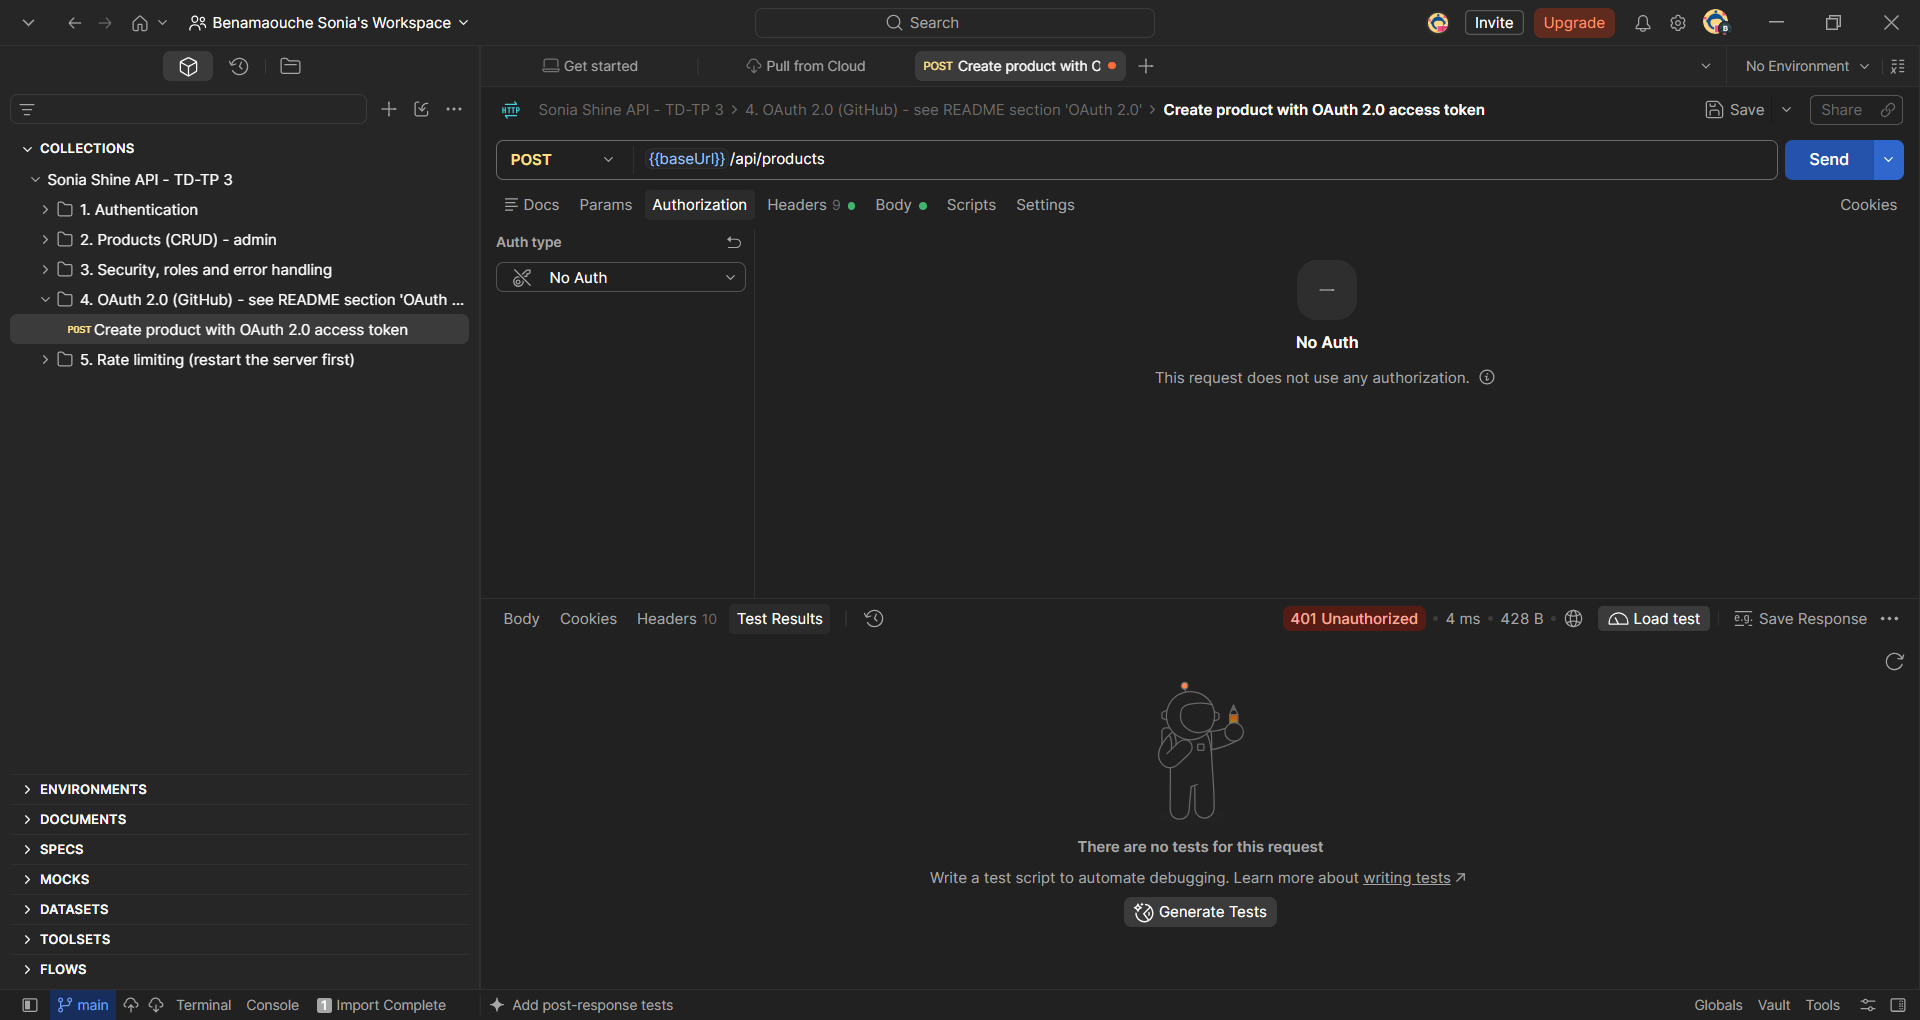 Benamaouche Sonia's Workspace
Search
Invite
Upgrade
Get started
Pull from Cloud
POST Create product with O
No Environment
HTTP
Sonia Shine API - TD-TP 3 > 4. OAuth 2.0 (GitHub) - see README section 'OAuth 2.0' > Create product with OAuth 2.0 access token
Save
Share
COLLECTIONS
Sonia Shine API - TD-TP 3
1. Authentication
2. Products (CRUD) - admin
3. Security, roles and error handling
4. OAuth 2.0 (GitHub) - see README section 'OAuth ...
POST Create product with OAuth 2.0 access token
5. Rate limiting (restart the server first)
POST
{{baseUrl}} /api/products
Send
Docs
Params
Authorization
Headers 9
Body
Scripts
Settings
Cookies
Auth type
No Auth
No Auth
This request does not use any authorization.
Body
Cookies
Headers 10
Test Results
401 Unauthorized
4 ms
428 B
Load test
e.g. Save Response
There are no tests for this request
Write a test script to automate debugging. Learn more about writing tests
Generate Tests
ENVIRONMENTS
DOCUMENTS
SPECS
MOCKS
DATASETS
TOOLSETS
FLOWS
main
Terminal
Console
1 Import Complete
Add post-response tests
Globals
Vault
Tools